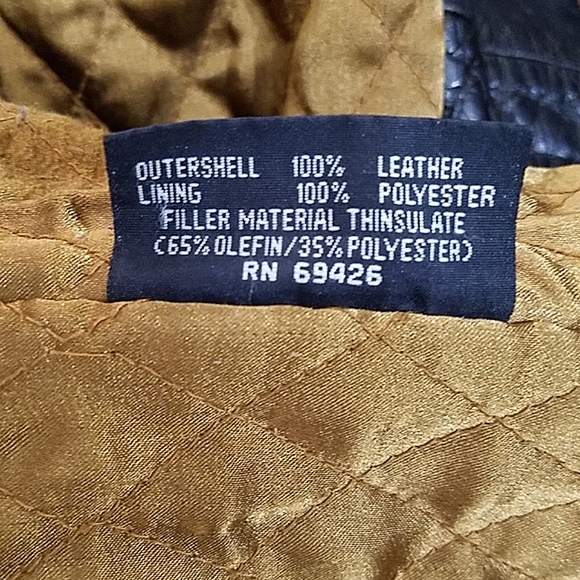 OUTERSHELL 100% LEATHER
LINING 100% POLYESTER
FILLER MATERIAL THINSULATE
(65% OLEFIN/35% POLYESTER)
RN 69426